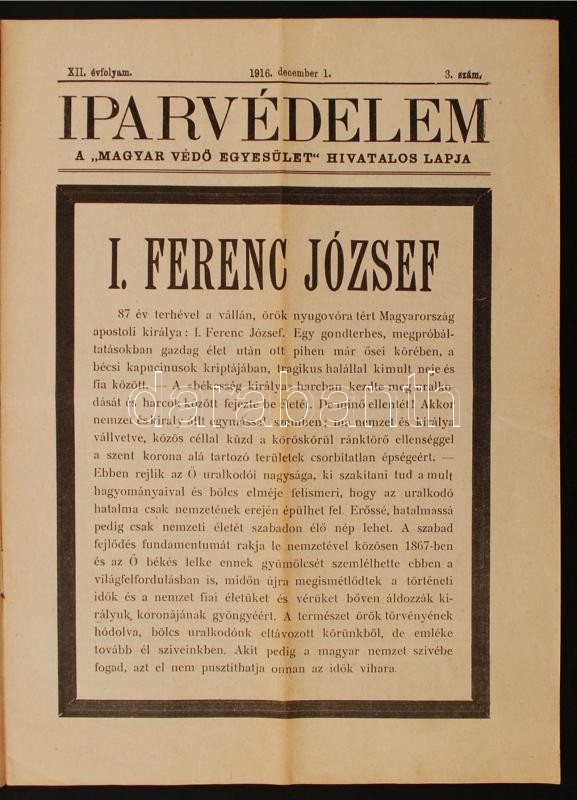 XII. évfolyam. 1916. december 1. 3. szám.
IPARVÉDELEM
A „MAGYAR VÉDŐ EGYESÜLET“ HIVATALOS LAPJA
I. FERENC JÓZSEF
87 év terhével a vállán, örök nyugovóra tért Magyarország
apostoli királya: I. Ferenc József. Egy gondterhes, megpróbál-
tatásokban gazdag élet után ott pihen már ősei körében, a
bécsi kapucinusok kriptájában, tragikus halállal kimult neje és
fia között. — A «békesség királya» harcban kezdte meg uralko-
dását és harcok között fejezte be életét. De minő ellentét! Akkor
nemzet és király állt egymással szemben; ma nemzet és királya
vállvetve, közös céllal küzd a köröskörül ránktörő ellenséggel
a szent korona alá tartozó területek csorbitatlan épségeért. —
Ebben rejlik az Ő uralkodói nagysága, ki szakitani tud a mult
hagyományaival és bölcs elméje felismeri, hogy az uralkodó
hatalma csak nemzetének erején épülhet fel. Erőssé, hatalmassá
pedig csak nemzeti életét szabadon élő nép lehet. A szabad
fejlődés fundamentumát rakja le nemzetével közösen 1867-ben
és az Ő békés lelke ennek gyümölcsét szemlélhette ebben a
világfelfordulásban is, midőn újra megismétlődtek a történeti
idők és a nemzet fiai életüket és vérüket bőven áldozzák ki-
rályuk koronájának gyöngyéért. A természet örök törvényének
hódolva, bölcs uralkodónk eltávozott körünkből, de emléke
tovább él sziveinkben. Akit pedig a magyar nemzet szivébe
fogad, azt el nem pusztíthatja onnan az idők vihara.
darabanth